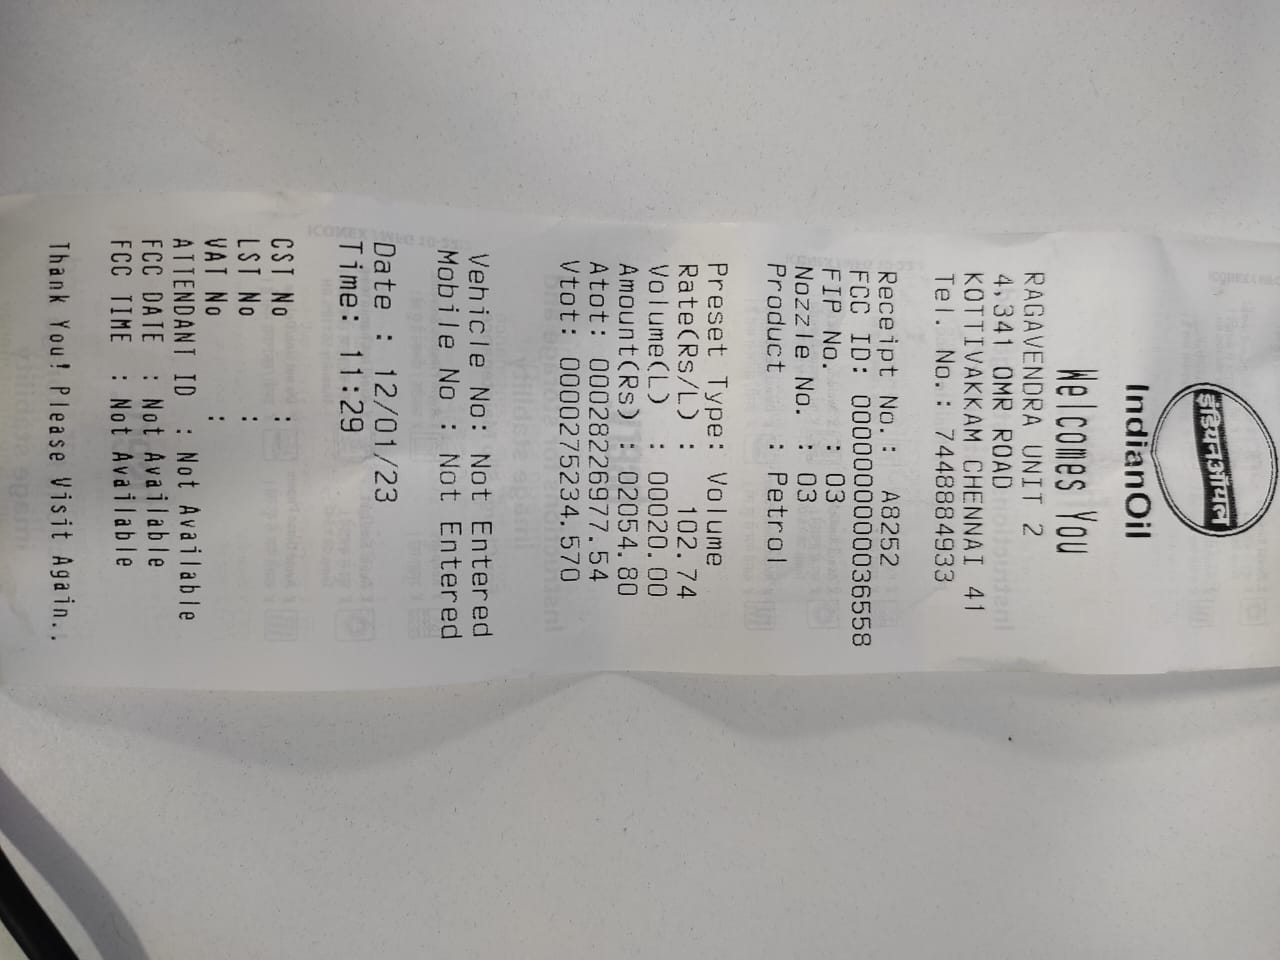 इंडियनऑयल
IndianOil
Welcomes You
RAGAVENDRA UNIT 2
4,341 OMR ROAD
KOTTIVAKKAM CHENNAI 41
Tel. No.: 7448884933
Receipt No.: A8252
FCC ID: 0000000000036558
FIP No. : 03
Nozzle No. : 03
Product : Petrol
Preset Type: Volume
Rate(Rs/L) : 102.74
Volume(L) : 00020.00
Amount(Rs) : 02054.80
Atot: 00028226977.54
Vtot: 0000275234.570
Vehicle No: Not Entered
Mobile No : Not Entered
Date : 12/01/23
Time: 11:29
CST No :
LST No :
VAT No :
ATTENDANT ID : Not Available
FCC DATE : Not Available
FCC TIME : Not Available
Thank You! Please Visit Again..